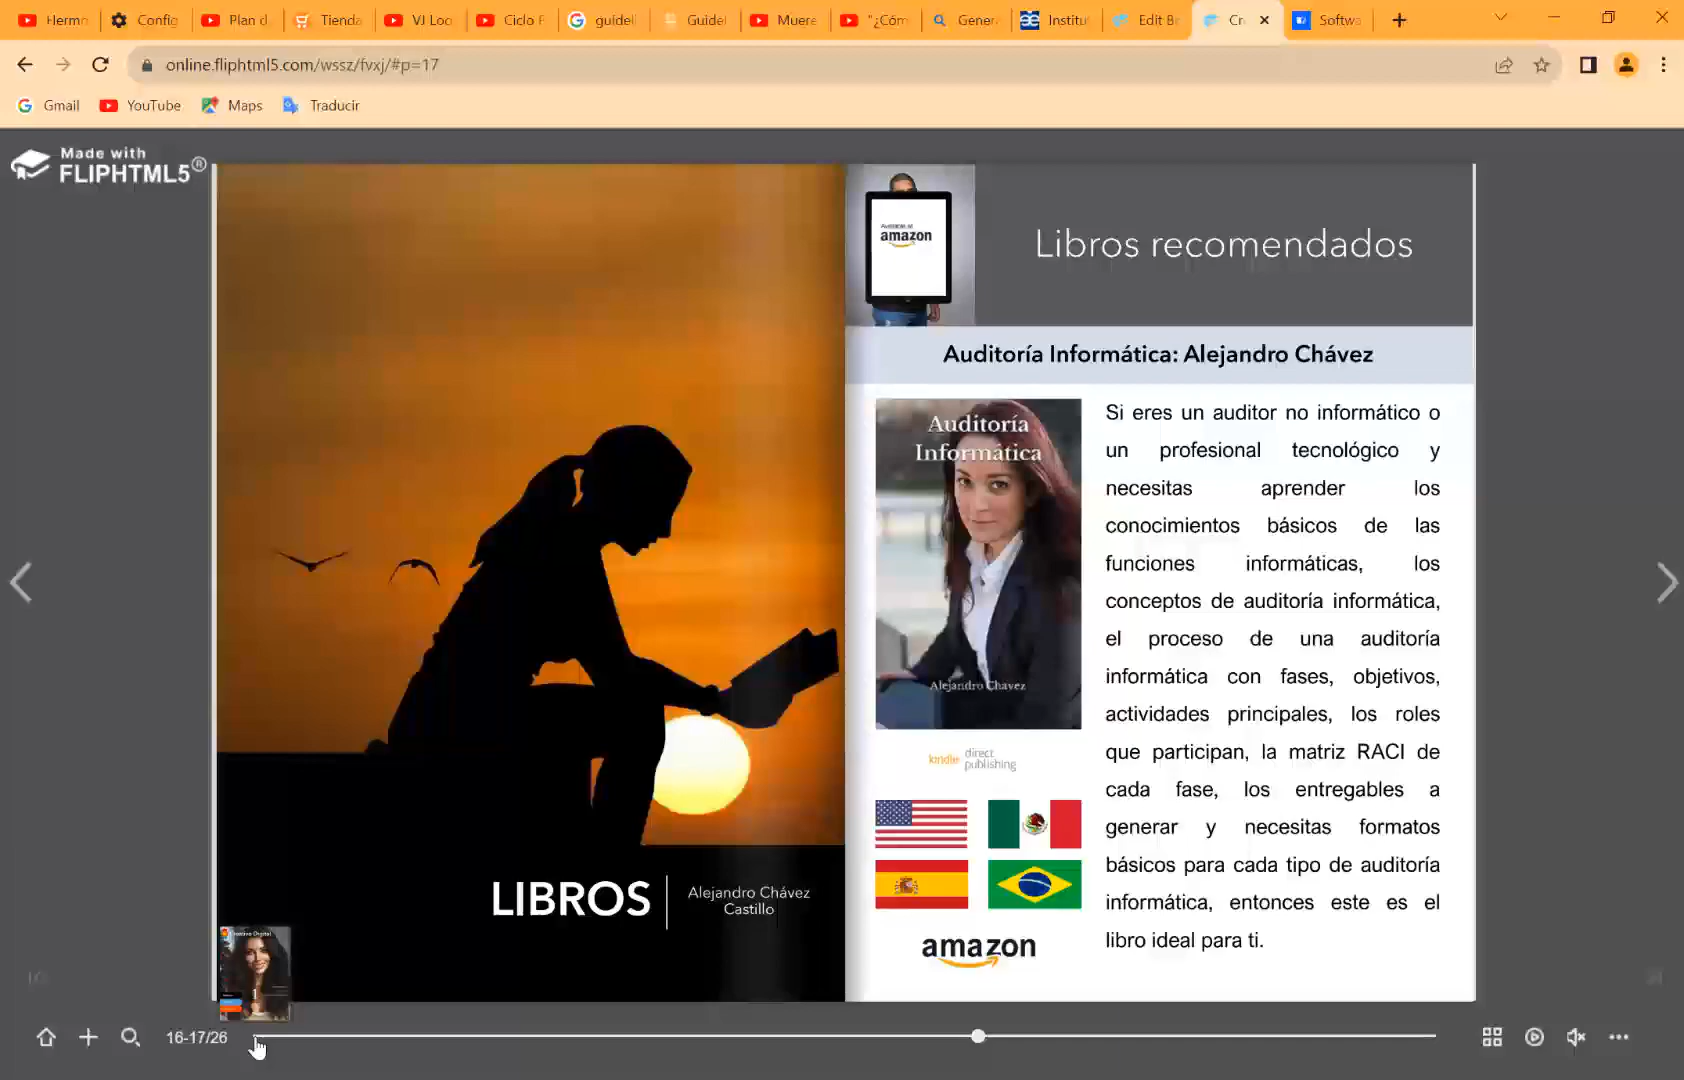 Hermo
Config
Plan d
Tienda
VJ Loo
Ciclo F
guidel
Guidel
Muere
"¿Cóm
Gener
Institu
Edit Br
Cr
Softwa
online.fliphtml5.com/wssz/fvxj/#p=17
Gmail
YouTube
Maps
Traducir
Made with
FLIPHTML5®
LIBROS
Alejandro Chávez
Castillo
Available at
amazon
Libros recomendados
Auditoría Informática: Alejandro Chávez
Auditoría
Informática
Alejandro Chavez
kindle direct
publishing
amazon
Si eres un auditor no informático o
un profesional tecnológico y
necesitas aprender los
conocimientos básicos de las
funciones informáticas, los
conceptos de auditoría informática,
el proceso de una auditoría
informática con fases, objetivos,
actividades principales, los roles
que participan, la matriz RACI de
cada fase, los entregables a
generar y necesitas formatos
básicos para cada tipo de auditoría
informática, entonces este es el
libro ideal para ti.
Creativo Digital
1
16-17/26